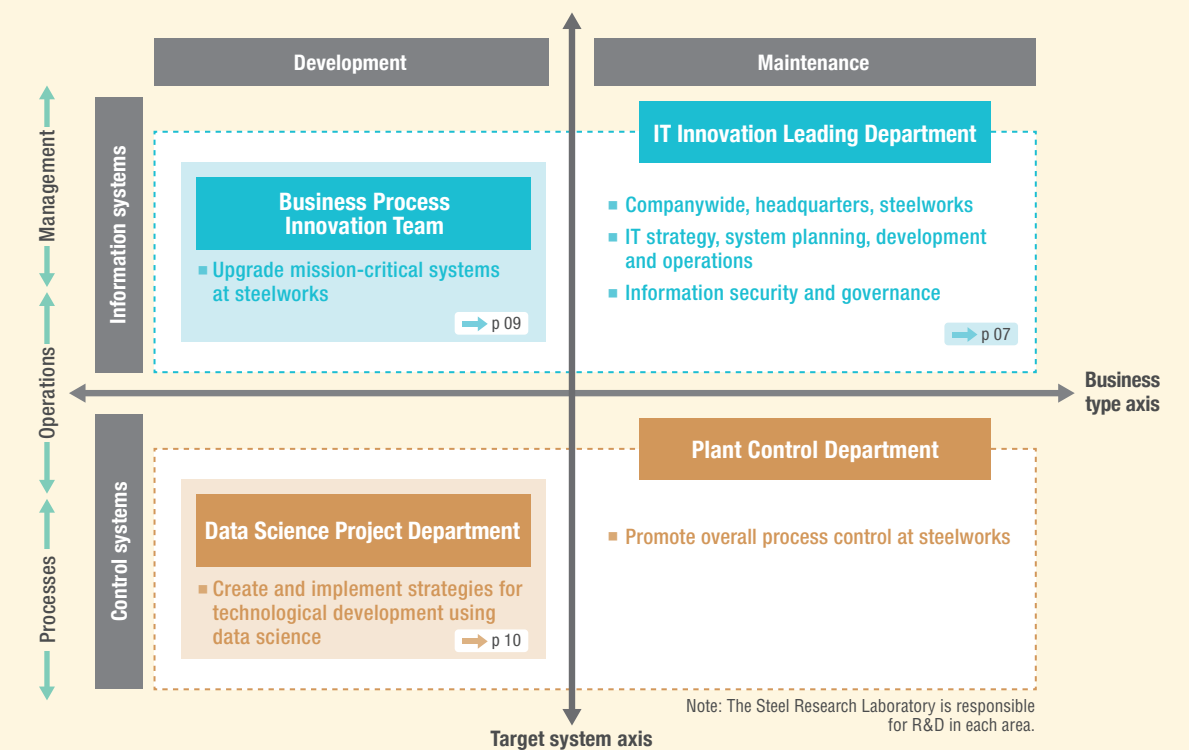 Development
Maintenance
Management
Operations
Processes
Information systems
Control systems
IT Innovation Leading Department
■ Companywide, headquarters, steelworks
■ IT strategy, system planning, development
and operations
■ Information security and governance
p 07
Business Process
Innovation Team
■ Upgrade mission-critical systems
at steelworks
p 09
Business
type axis
Plant Control Department
■ Promote overall process control at steelworks
Data Science Project Department
■ Create and implement strategies for
technological development using
data science
p 10
Note: The Steel Research Laboratory is responsible
for R&D in each area.
Target system axis